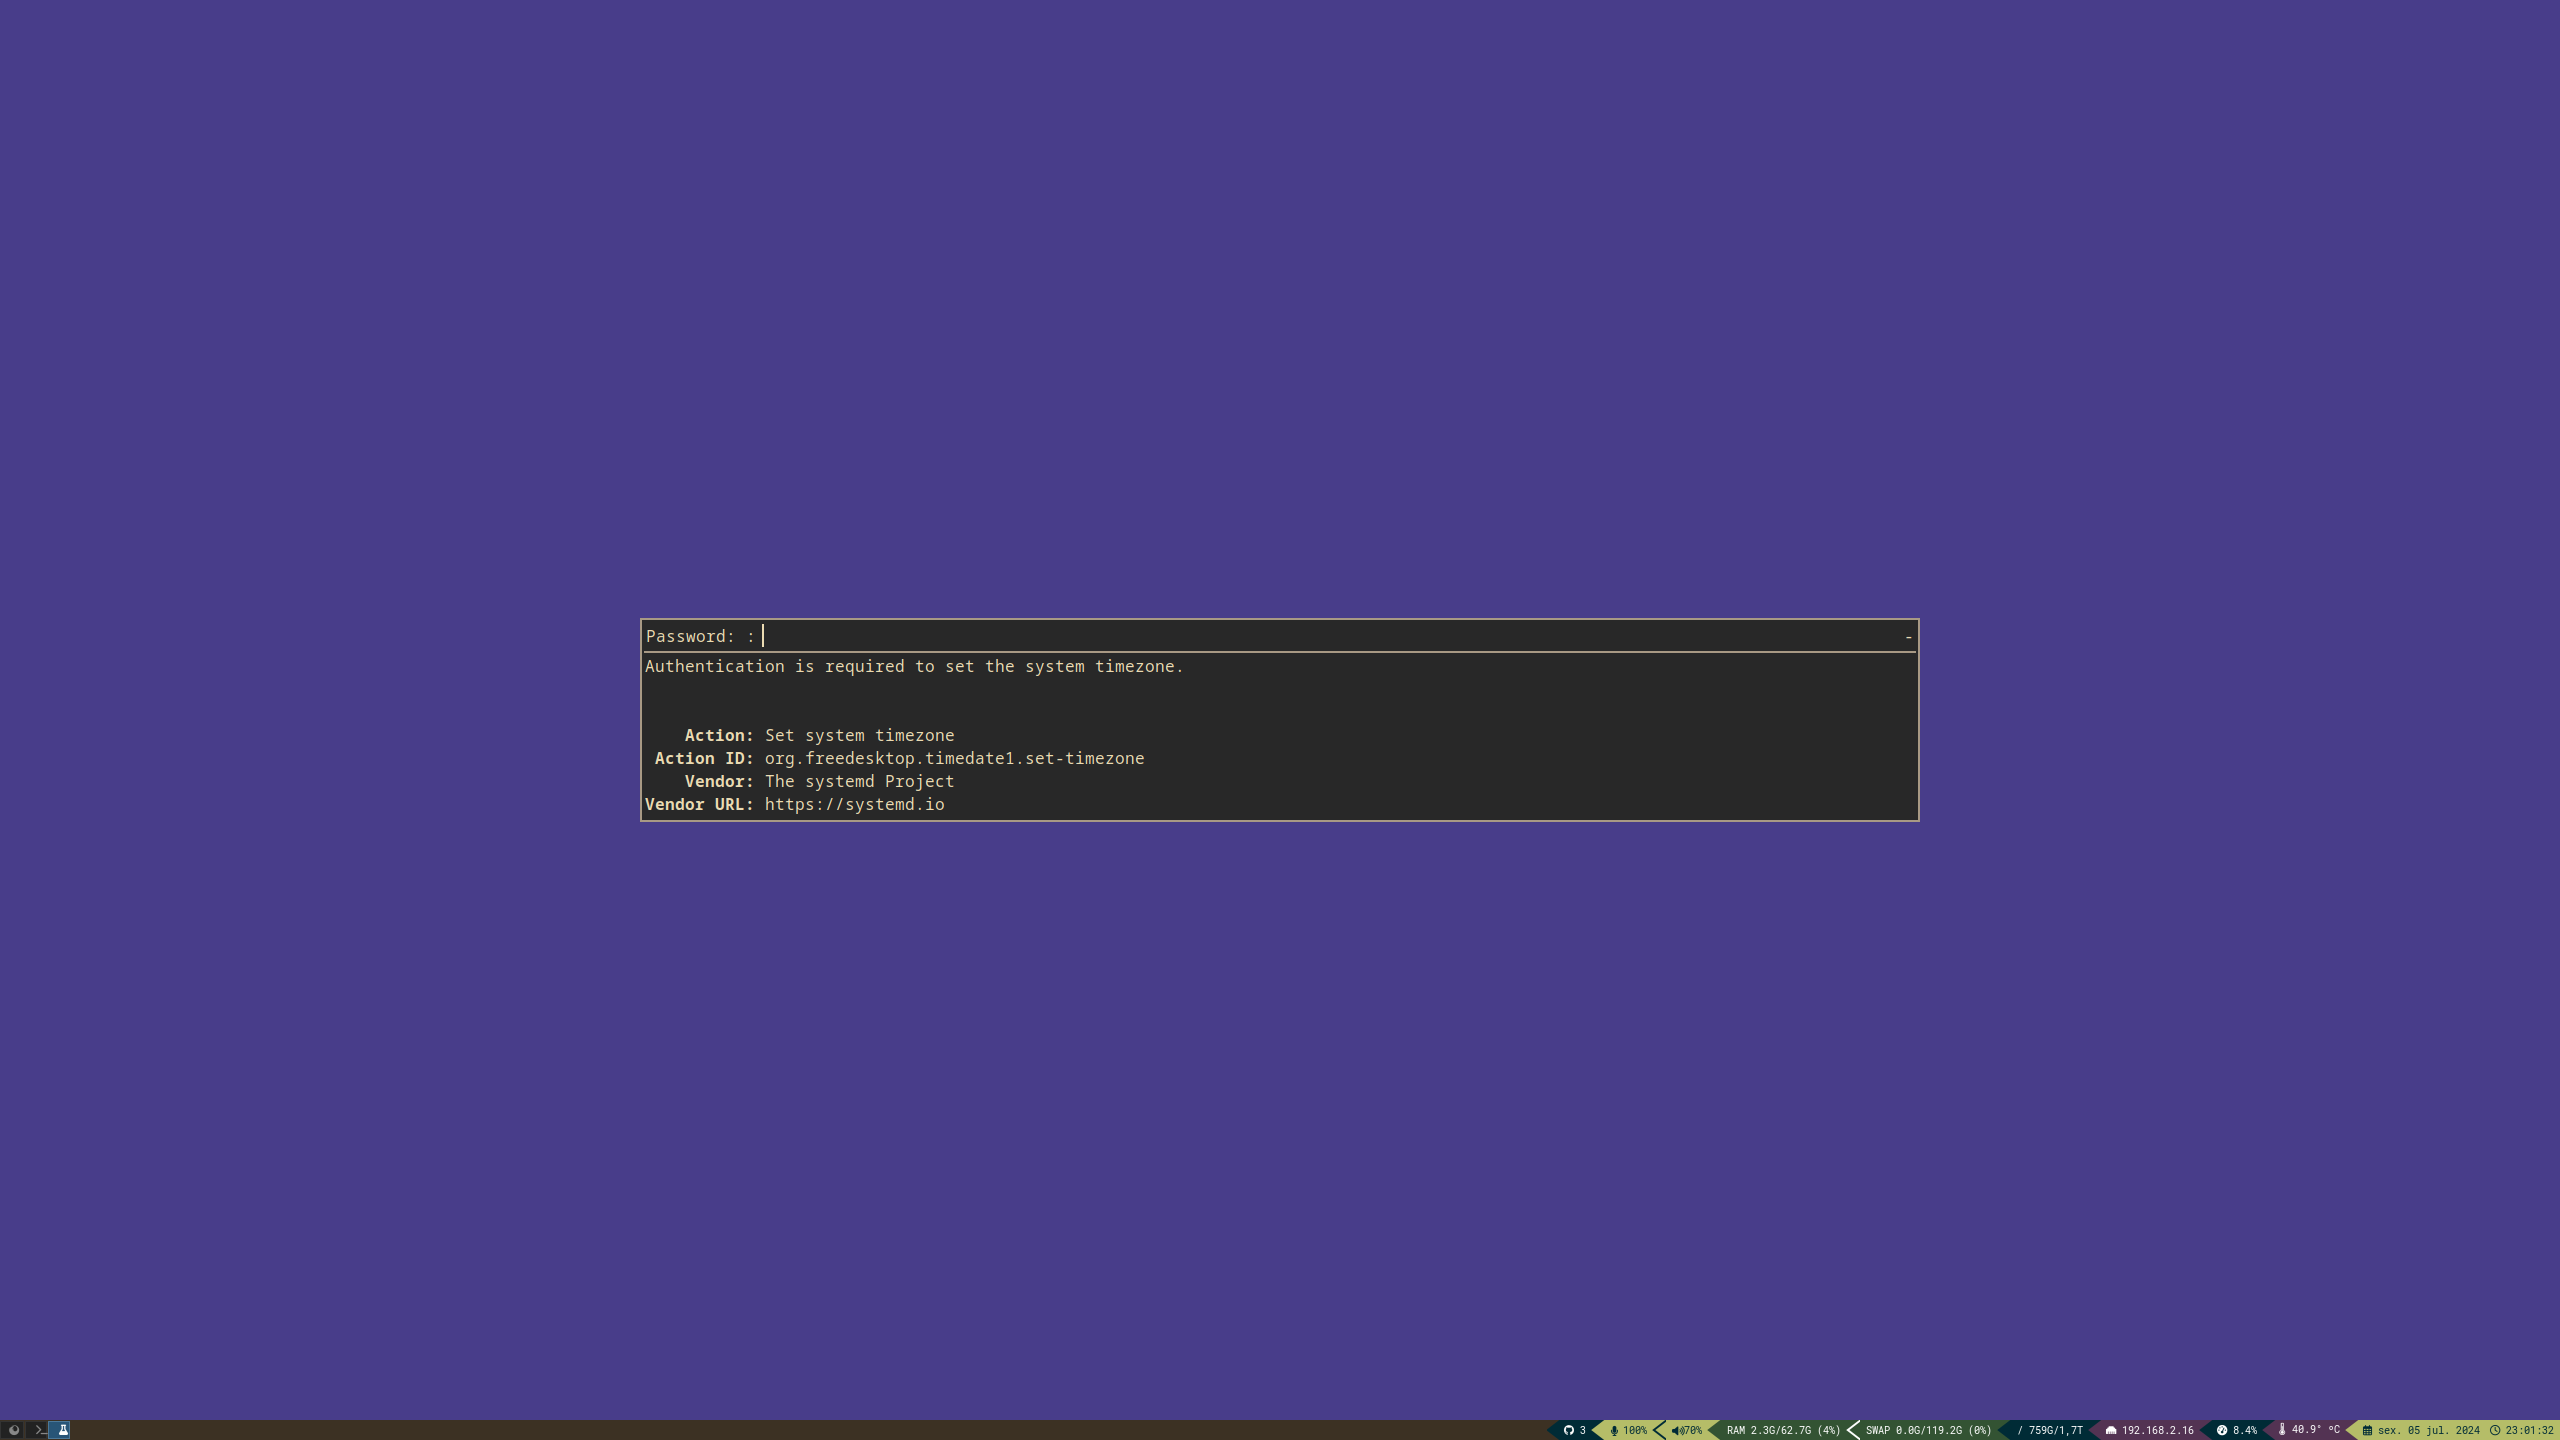 Password: : -
Authentication is required to set the system timezone.
Action: Set system timezone
Action ID: org.freedesktop.timedate1.set-timezone
Vendor: The systemd Project
Vendor URL: https://systemd.io
3 100% 70% RAM 2.3G/62.7G (4%) SWAP 0.0G/119.2G (0%) / 759G/1,7T 192.168.2.16 8.4% 40.9° ºC sex. 05 jul. 2024 23:01:32